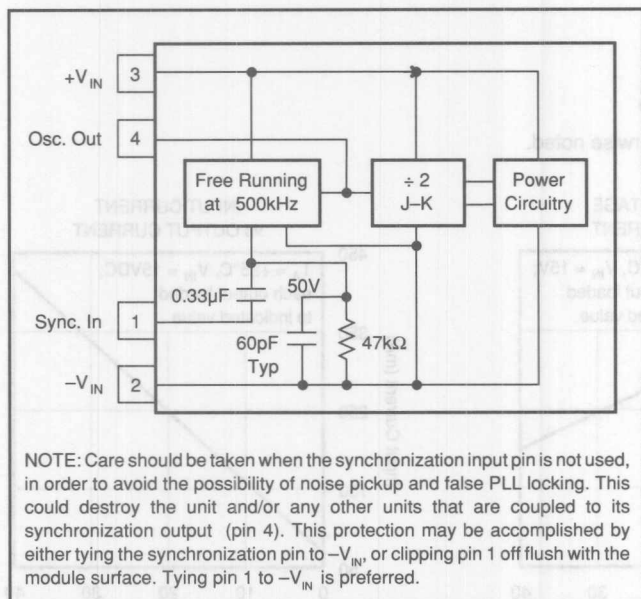 +V IN
3
Osc. Out
4
Free Running
at 500kHz
÷ 2
J–K
Power
Circuitry
0.33µF
50V
Sync. In
1
60pF
Typ
47kΩ
–V IN
2
NOTE: Care should be taken when the synchronization input pin is not used,
in order to avoid the possibility of noise pickup and false PLL locking. This
could destroy the unit and/or any other units that are coupled to its
synchronization output (pin 4). This protection may be accomplished by
either tying the synchronization pin to –V IN, or clipping pin 1 off flush with the
module surface. Tying pin 1 to –V IN is preferred.